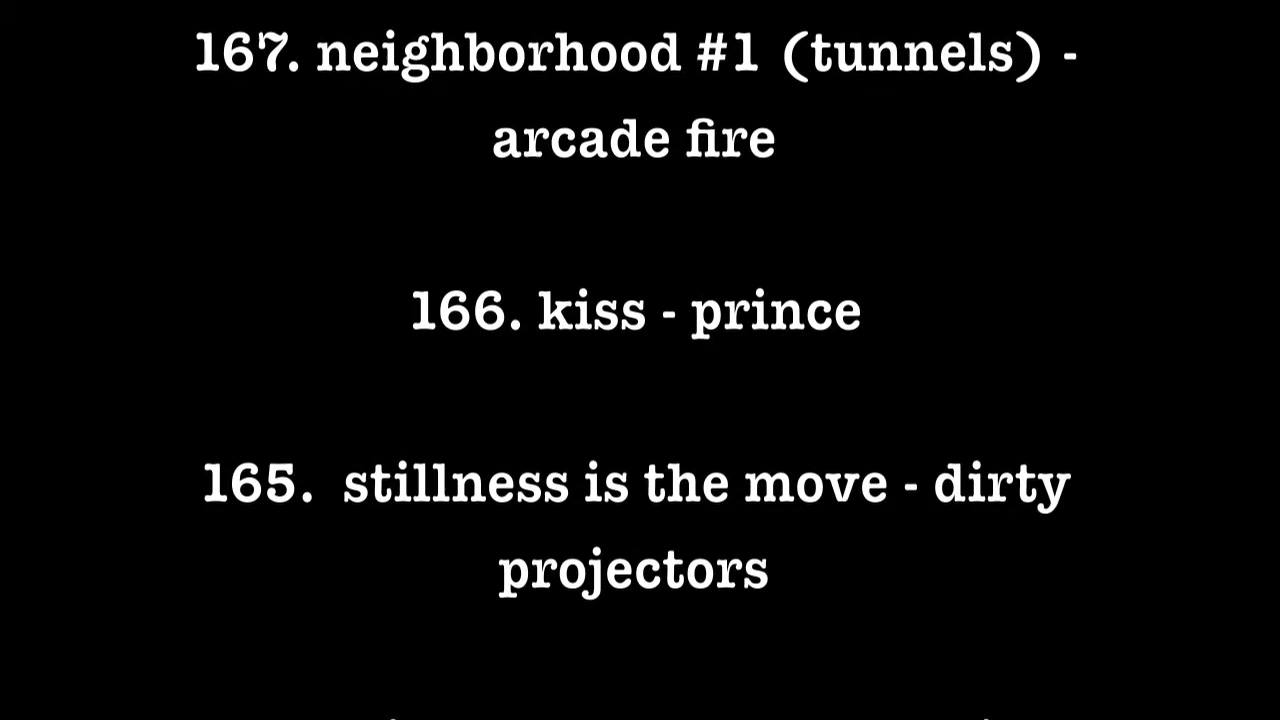 167. neighborhood #1 (tunnels) -
arcade fire
166. kiss - prince
165.  stillness is the move - dirty
projectors